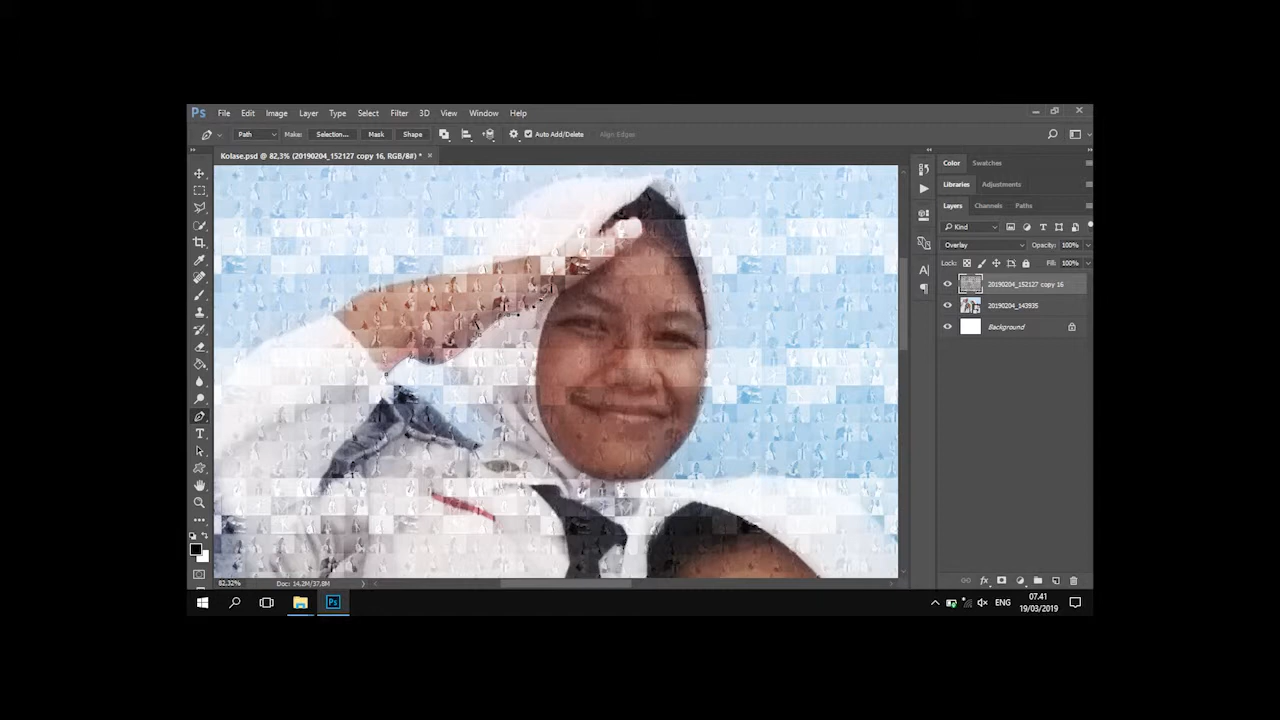 Ps File Edit Image Layer Type Select Filter 3D View Window Help
Path Make: Selection... Mask Shape Auto Add/Delete Align Edges
Kolase.psd @ 82,3% (20190204_152127 copy 16, RGB/8#) *
Color Swatches
Libraries Adjustments
Layers Channels Paths
Kind
Overlay Opacity: 100%
Lock: Fill: 100%
20190204_152127 copy 16
20190204_143935
Background
82,32% Doc: 14,2M/37,8M
Ps ENG 07.41
19/03/2019